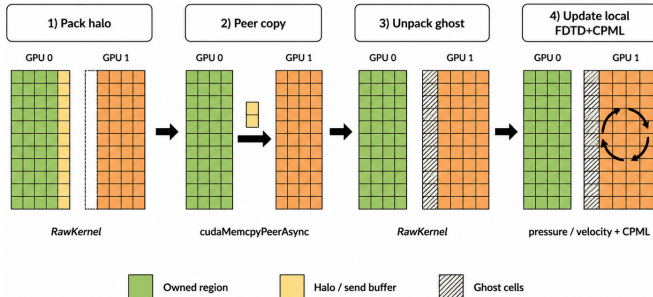 1) Pack halo
2) Peer copy
3) Unpack ghost
4) Update local
FDTD+CPML
GPU 0
GPU 1
GPU 0
GPU 1
GPU 0
GPU 1
GPU 0
GPU 1
RawKernel
cudaMemcpyPeerAsync
RawKernel
pressure / velocity + CPML
Owned region
Halo / send buffer
Ghost cells